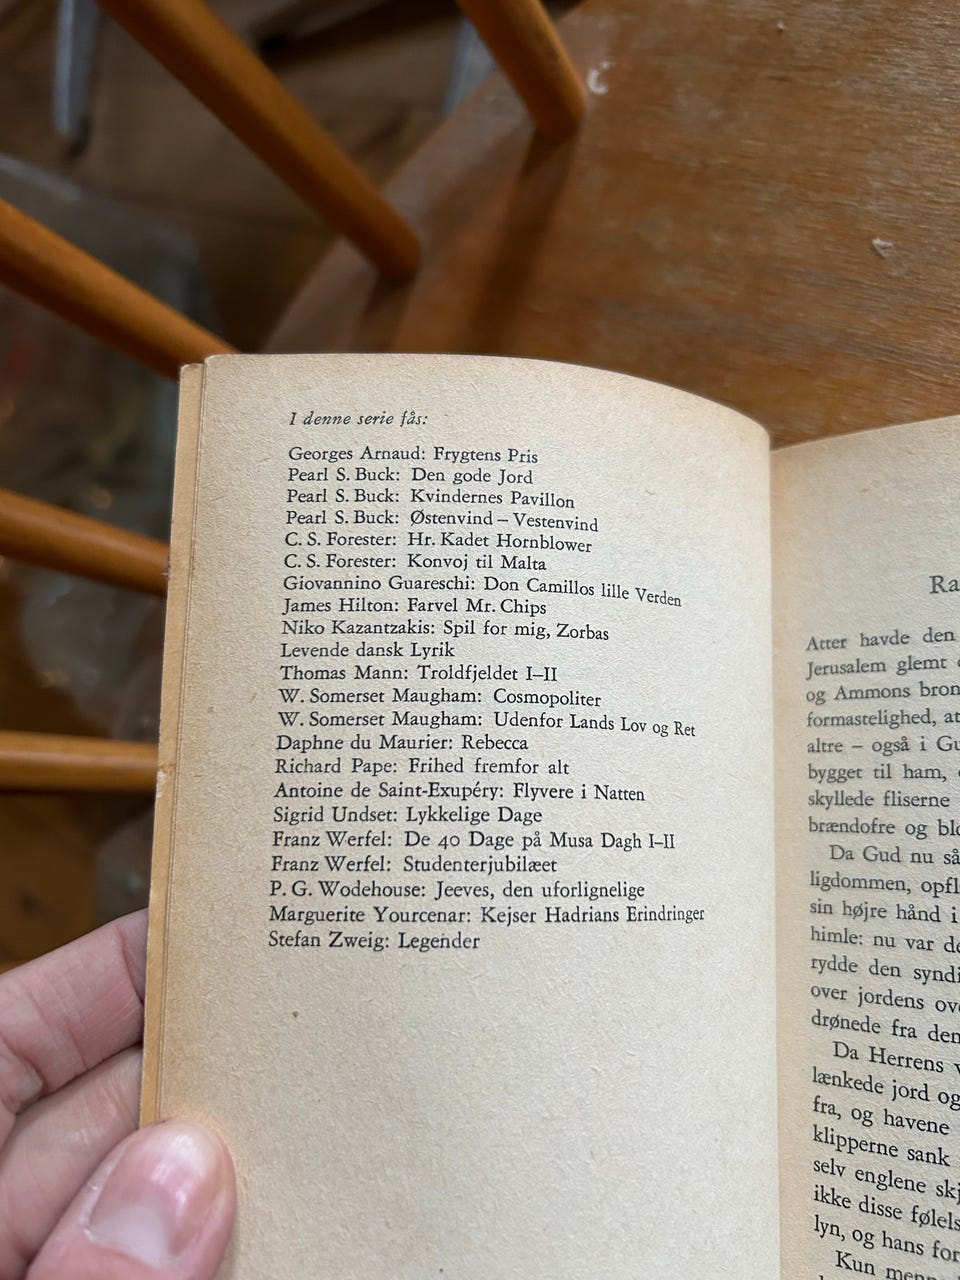 I denne serie fås:
Georges Arnaud: Frygtens Pris
Pearl S. Buck: Den gode Jord
Pearl S. Buck: Kvindernes Pavillon
Pearl S. Buck: Østenvind – Vestenvind
C. S. Forester: Hr. Kadet Hornblower
C. S. Forester: Konvoj til Malta
Giovannino Guareschi: Don Camillos lille Verden
James Hilton: Farvel Mr. Chips
Niko Kazantzakis: Spil for mig, Zorbas
Levende dansk Lyrik
Thomas Mann: Troldfjeldet I–II
W. Somerset Maugham: Cosmopoliter
W. Somerset Maugham: Udenfor Lands Lov og Ret
Daphne du Maurier: Rebecca
Richard Pape: Frihed fremfor alt
Antoine de Saint-Exupéry: Flyvere i Natten
Sigrid Undset: Lykkelige Dage
Franz Werfel: De 40 Dage på Musa Dagh I–II
Franz Werfel: Studenterjubilæet
P. G. Wodehouse: Jeeves, den uforlignelige
Marguerite Yourcenar: Kejser Hadrians Erindringer
Stefan Zweig: Legender
Ra
Atter havde den
Jerusalem glemt
og Ammons bron
formastelighed, at
altre – også i Gu
bygget til ham,
skyllede fliserne
brændofre og blo
Da Gud nu så
ligdommen, opfl
sin højre hånd i
himle: nu var de
rydde den syndi
over jordens ov
drønede fra den
Da Herrens v
lænkede jord og
fra, og havene
klipperne sank
selv englene skj
ikke disse følels
lyn, og hans for
Kun menn